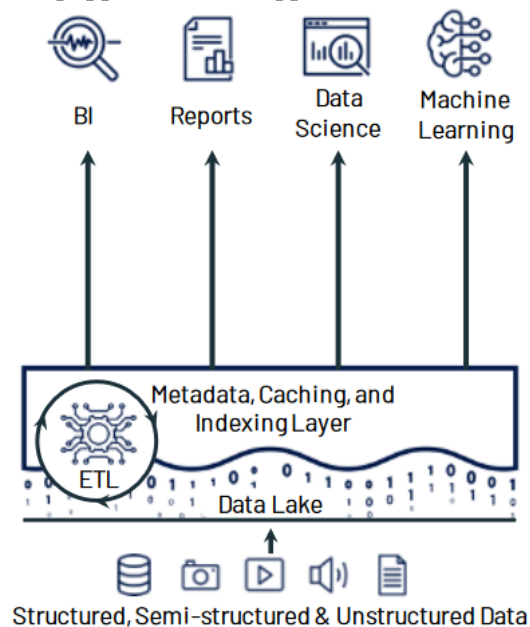 BI
Reports
Data
Science
Machine
Learning
Metadata, Caching, and
Indexing Layer
ETL
Data Lake
Structured, Semi-structured & Unstructured Data